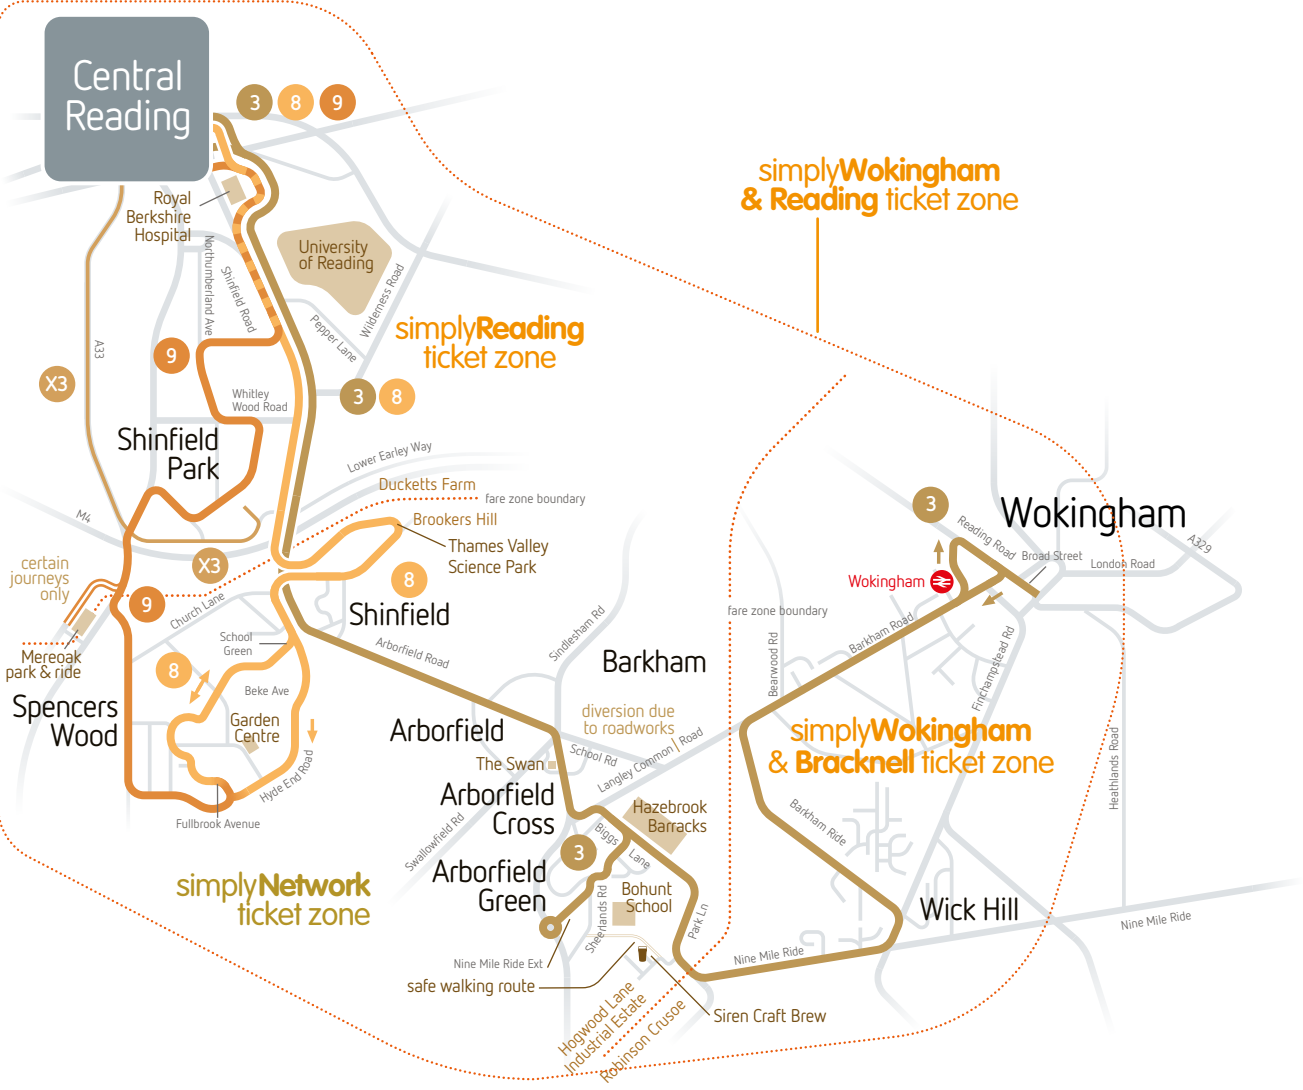 Central
Reading
3
8
9
simplyWokingham
& Reading ticket zone
Royal
Berkshire
Hospital
University
of Reading
Northumberland Ave
Shinfield Road
Pepper Lane
Wilderness Road
simplyReading
ticket zone
A33
9
X3
3
8
Whitley
Wood Road
Shinfield
Park
Lower Earley Way
Ducketts Farm
fare zone boundary
Brookers Hill
Thames Valley
Science Park
M4
X3
8
certain
journeys
only
9
Church Lane
Shinfield
Mereoak
park & ride
School
Green
8
Beke Ave
Arborfield Road
Sindlesham Rd
Spencers
Wood
Garden
Centre
Hyde End Road
Fullbrook Avenue
Barkham
Arborfield
diversion due
to roadworks
The Swan
School Rd
Langley Common
Road
Arborfield
Cross
Hazebrook
Barracks
Swallowfield Rd
Biggs
Lane
3
Arborfield
Green
Bohunt
School
Sheerlands Rd
Park Ln
Nine Mile Ride Ext
safe walking route
Hogwood Lane
Industrial Estate
Robinson Crusoe
Siren Craft Brew
simplyNetwork
ticket zone
3
Wokingham
Reading Road
Broad Street
London Road
A329
Wokingham
fare zone boundary
Barkham Road
Bearwood Rd
Finchampstead Rd
simplyWokingham
& Bracknell ticket zone
Heathlands Road
Barkham Ride
Wick Hill
Nine Mile Ride
Nine Mile Ride